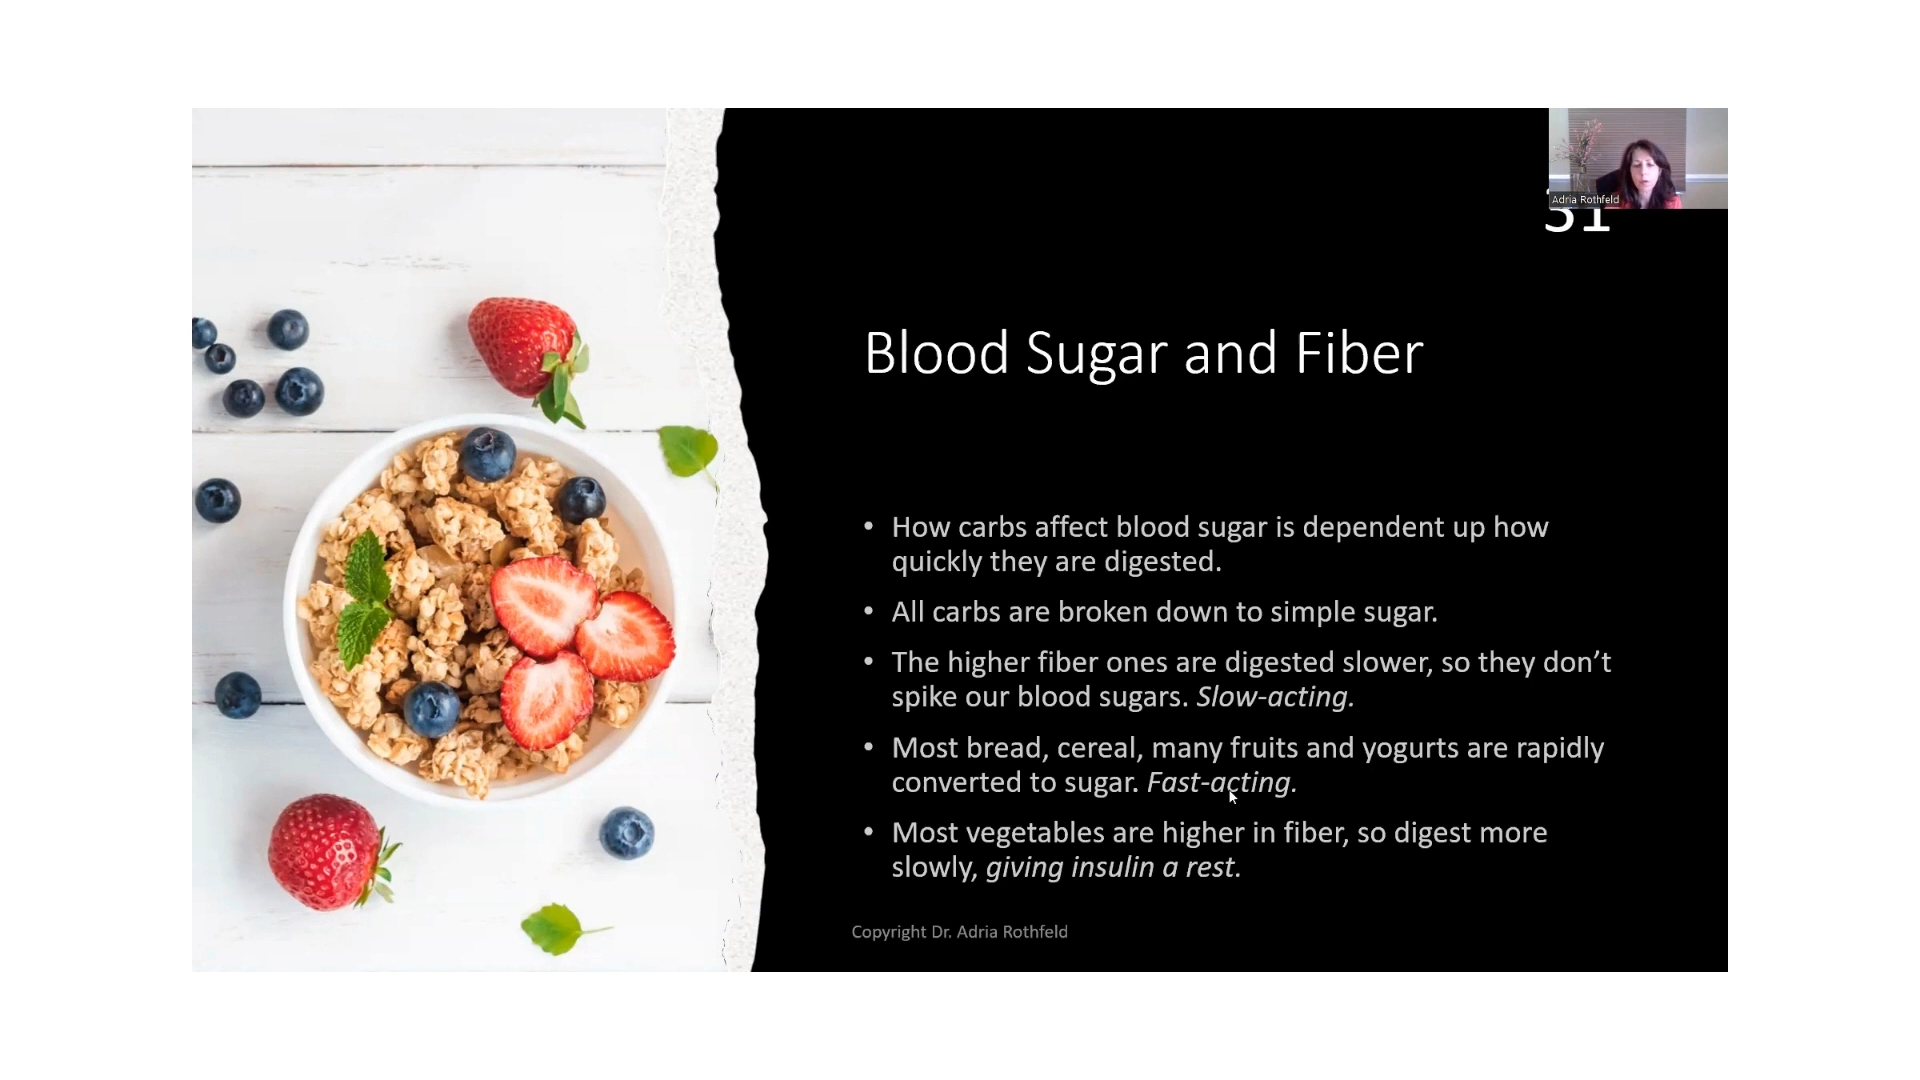 Adria Rothfeld
31
Blood Sugar and Fiber
• How carbs affect blood sugar is dependent up how
quickly they are digested.
• All carbs are broken down to simple sugar.
• The higher fiber ones are digested slower, so they don’t
spike our blood sugars. Slow-acting.
• Most bread, cereal, many fruits and yogurts are rapidly
converted to sugar. Fast-acting.
• Most vegetables are higher in fiber, so digest more
slowly, giving insulin a rest.
Copyright Dr. Adria Rothfeld